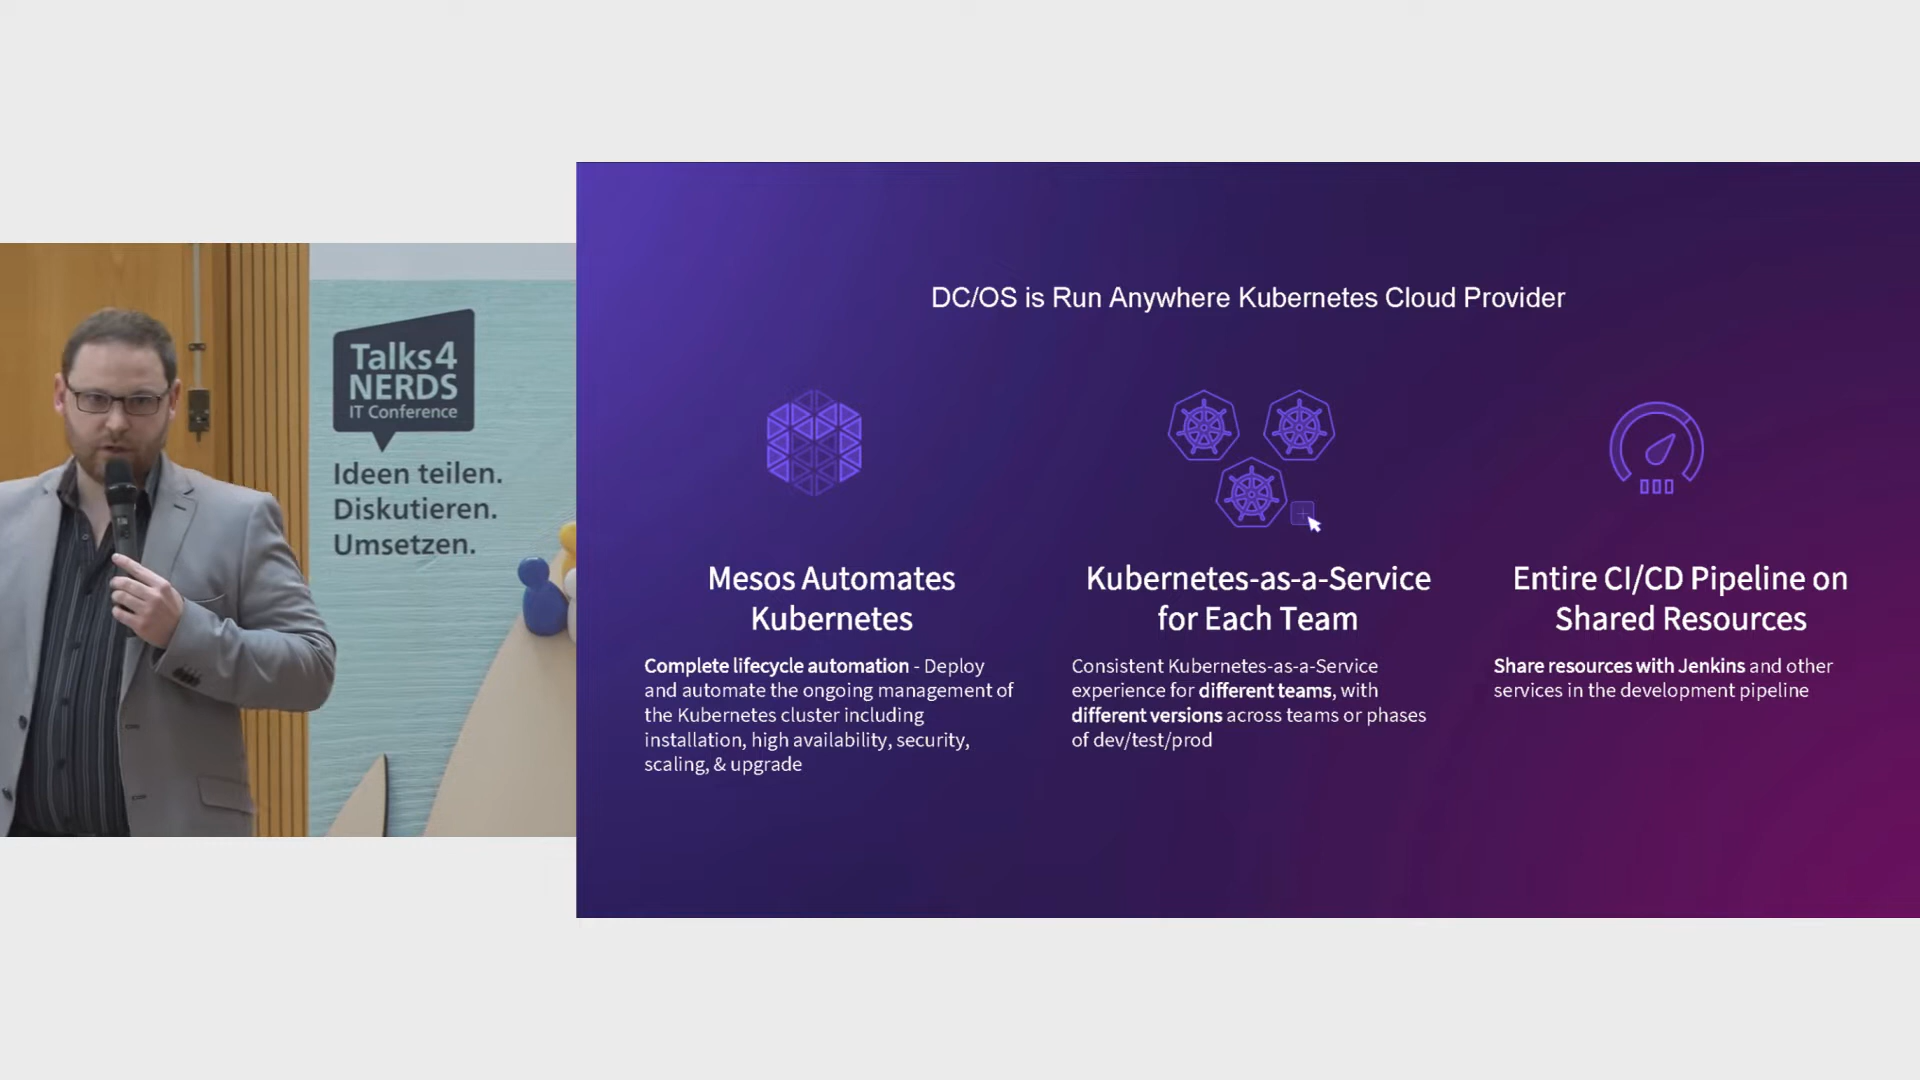 Talks4
NERDS
IT Conference
Ideen teilen.
Diskutieren.
Umsetzen.
DC/OS is Run Anywhere Kubernetes Cloud Provider
Mesos Automates
Kubernetes
Complete lifecycle automation - Deploy
and automate the ongoing management of
the Kubernetes cluster including
installation, high availability, security,
scaling, & upgrade
Kubernetes-as-a-Service
for Each Team
Consistent Kubernetes-as-a-Service
experience for different teams, with
different versions across teams or phases
of dev/test/prod
Entire CI/CD Pipeline on
Shared Resources
Share resources with Jenkins and other
services in the development pipeline